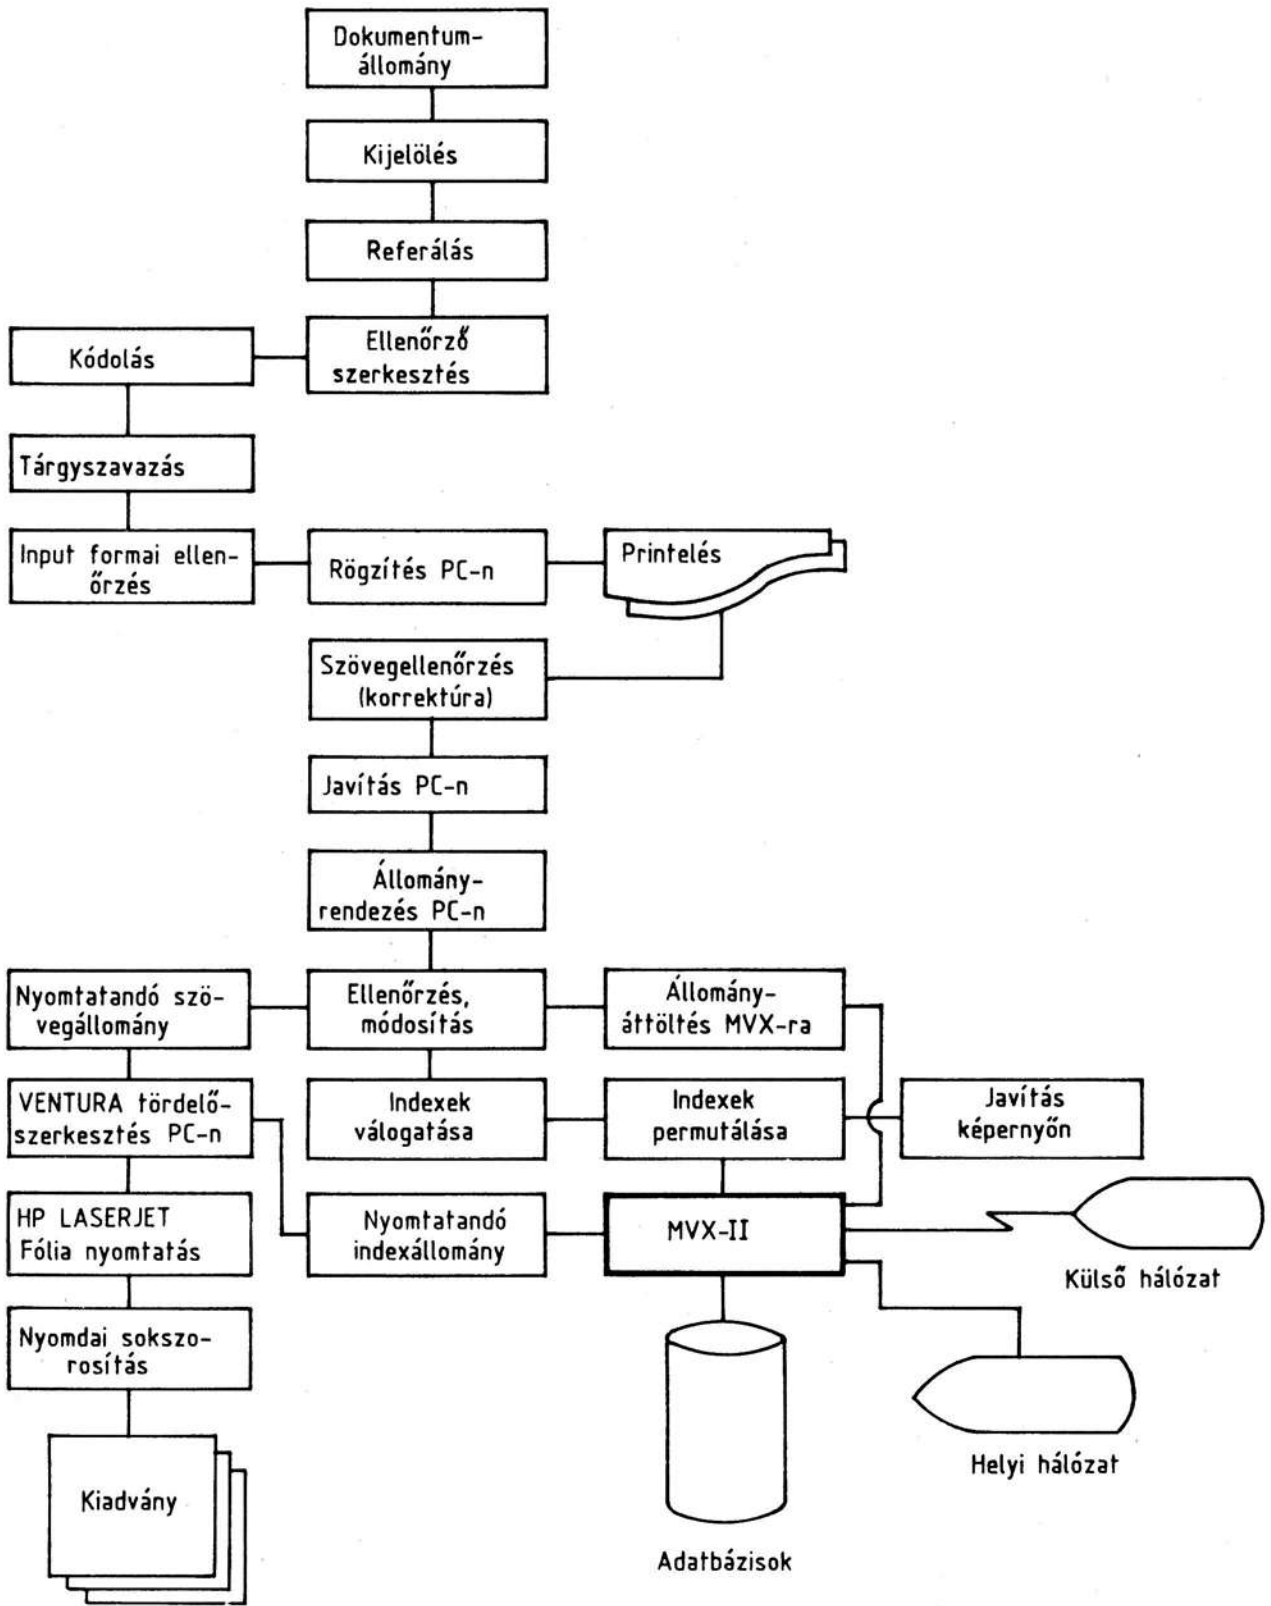 Dokumentum-
állomány
Kijelölés
Referálás
Ellenőrző
szerkesztés
Kódolás
Tárgyszavazás
Input formai ellen-
őrzés
Rögzítés PC-n
Printelés
Szövegellenőrzés
(korrektúra)
Javítás PC-n
Állomány-
rendezés PC-n
Nyomtatandó szö-
vegállomány
Ellenőrzés,
módosítás
Állomány-
áttöltés MVX-ra
VENTURA tördelő-
szerkesztés PC-n
Indexek
válogatása
Indexek
permutálása
Javítás
képernyőn
HP LASERJET
Fólia nyomtatás
Nyomtatandó
indexállomány
MVX-II
Külső hálózat
Nyomdai sokszo-
rosítás
Helyi hálózat
Kiadvány
Adatbázisok